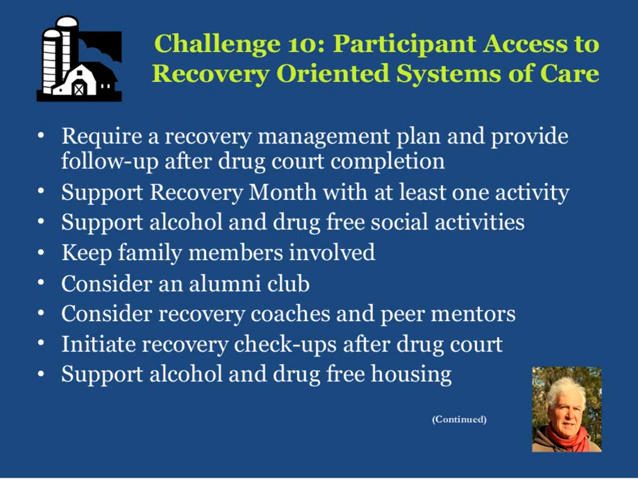 Challenge 10: Participant Access to
Recovery Oriented Systems of Care
• Require a recovery management plan and provide
follow-up after drug court completion
• Support Recovery Month with at least one activity
• Support alcohol and drug free social activities
• Keep family members involved
• Consider an alumni club
• Consider recovery coaches and peer mentors
• Initiate recovery check-ups after drug court
• Support alcohol and drug free housing
(Continued)